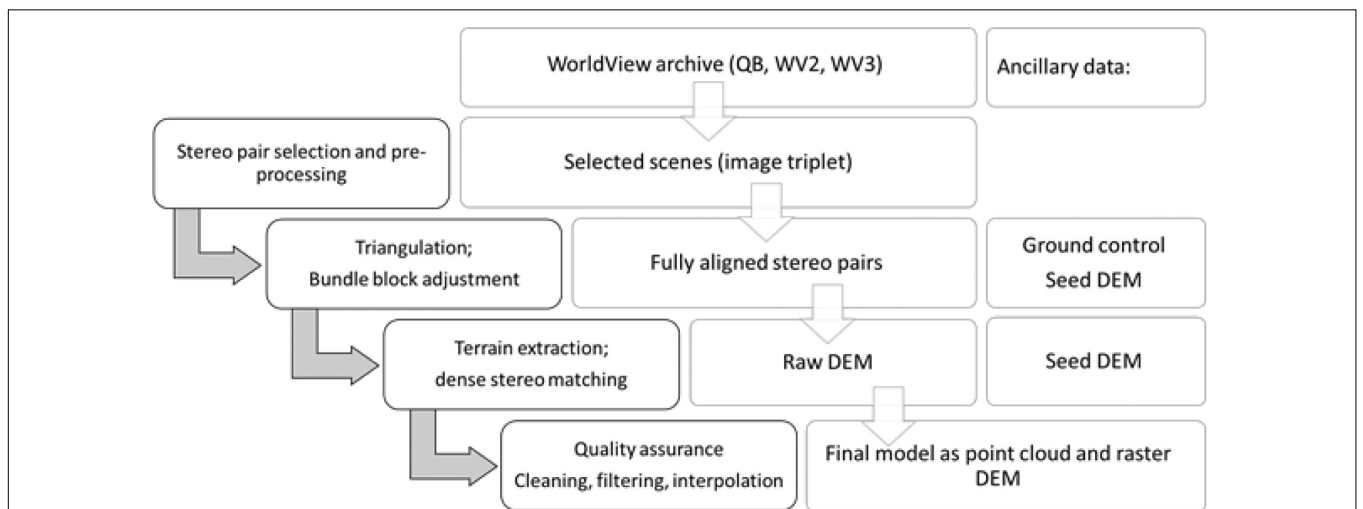 WorldView archive (QB, WV2, WV3)
Ancillary data:
Stereo pair selection and pre-
processing
Selected scenes (image triplet)
Triangulation;
Bundle block adjustment
Fully aligned stereo pairs
Ground control
Seed DEM
Terrain extraction;
dense stereo matching
Raw DEM
Seed DEM
Quality assurance
Cleaning, filtering, interpolation
Final model as point cloud and raster
DEM